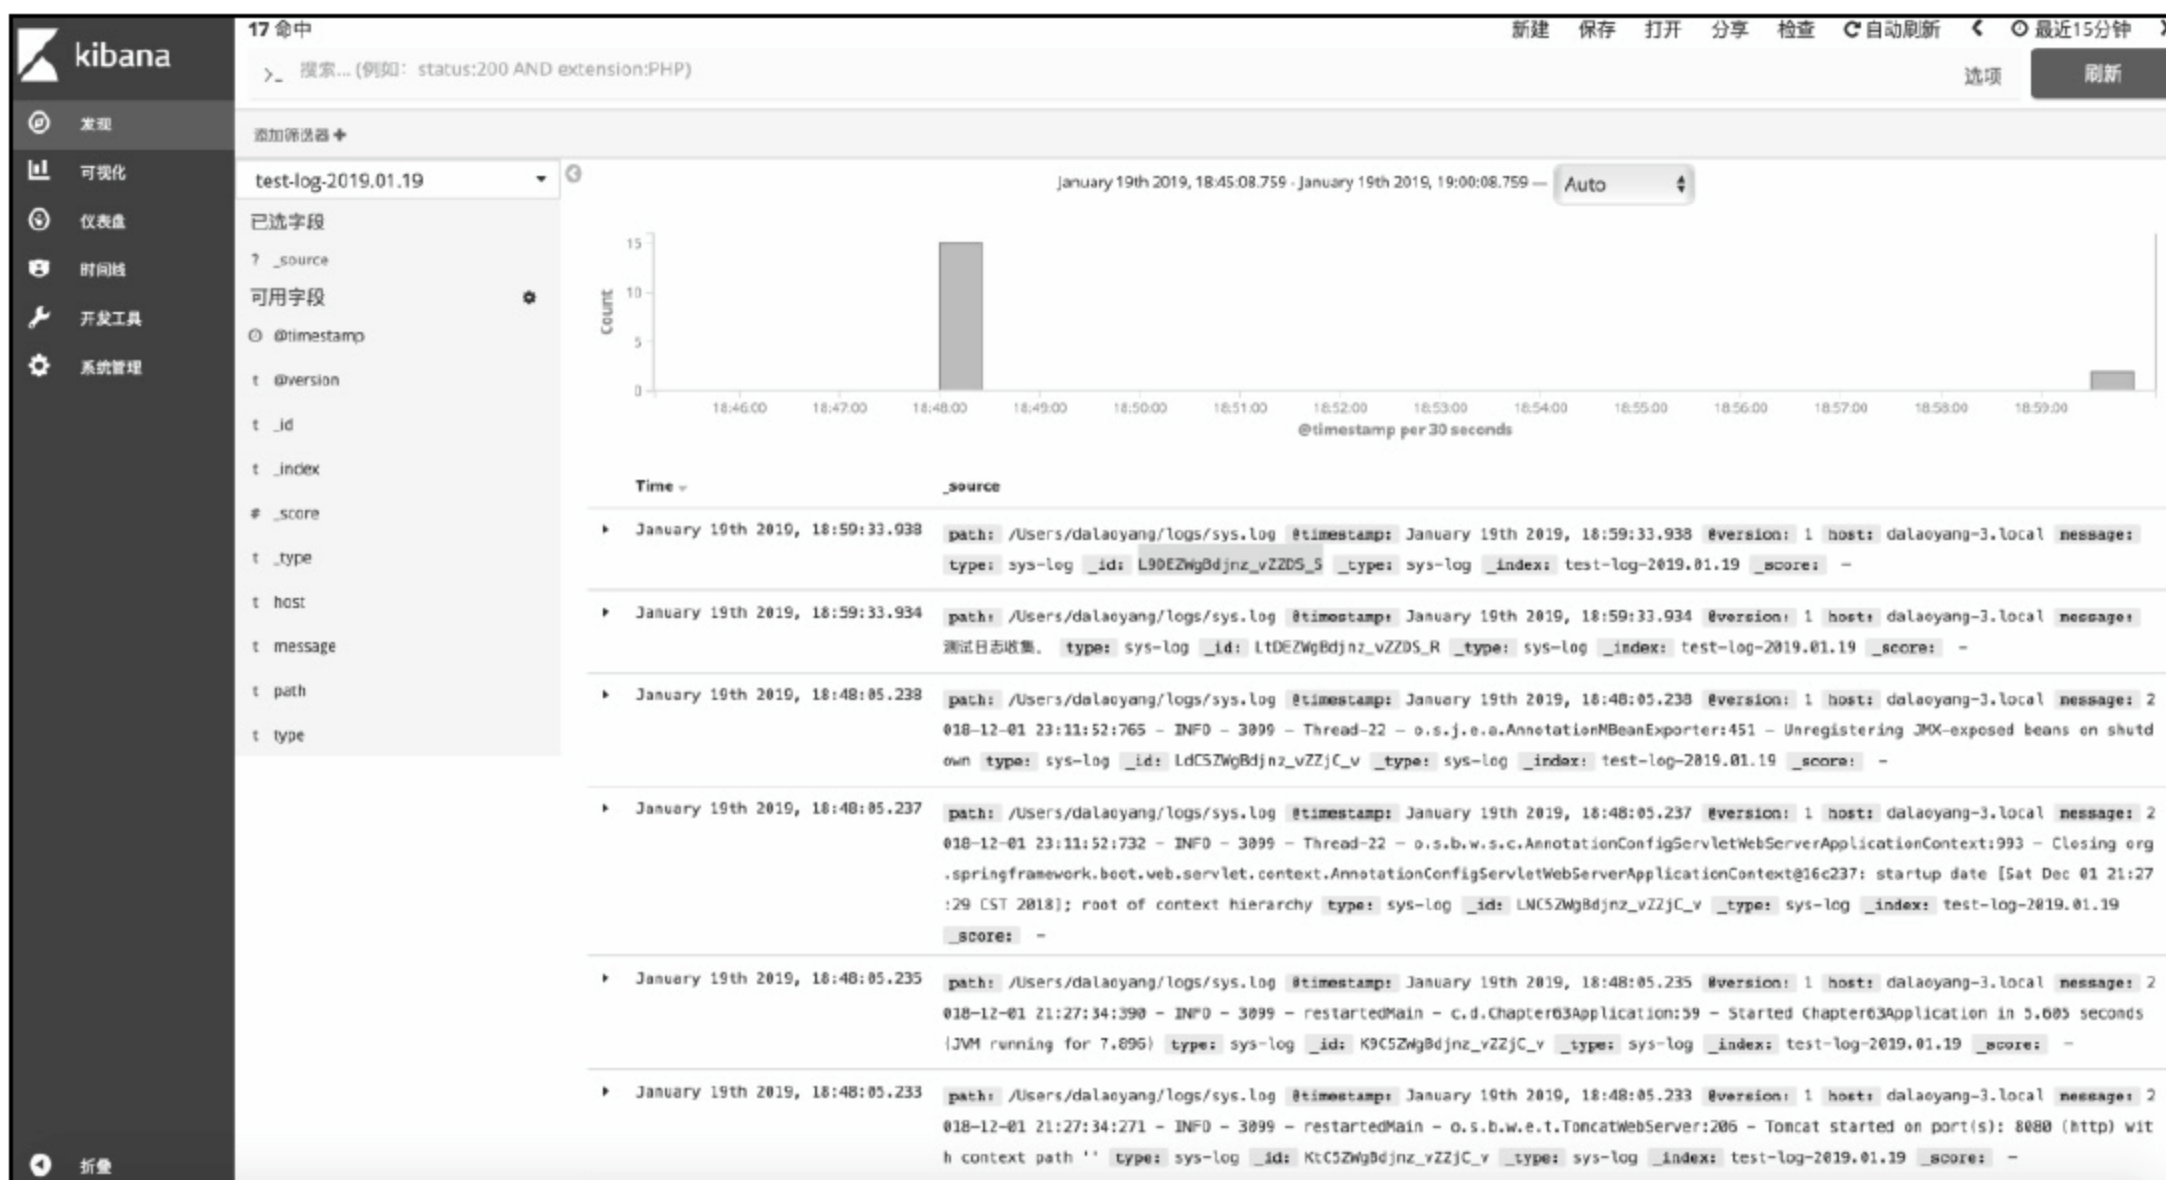 kibana
发现
可视化
仪表盘
时间线
开发工具
系统管理
折叠
17 命中
新建 保存 打开 分享 检查 自动刷新 最近15分钟
>_ 搜索... (例如：status:200 AND extension:PHP)
选项 刷新
添加筛选器 +
test-log-2019.01.19
已选字段
? _source
可用字段
@timestamp
t @version
t _id
t _index
# _score
t _type
t host
t message
t path
t type
January 19th 2019, 18:45:08.759 - January 19th 2019, 19:00:08.759 — Auto
Count
15
10
5
0
18:46:00 18:47:00 18:48:00 18:49:00 18:50:00 18:51:00 18:52:00 18:53:00 18:54:00 18:55:00 18:56:00 18:57:00 18:58:00 18:59:00
@timestamp per 30 seconds
Time _source
January 19th 2019, 18:59:33.938 path: /Users/dalaoyang/logs/sys.log @timestamp: January 19th 2019, 18:59:33.938 @version: 1 host: dalaoyang-3.local message:
type: sys-log _id: L9DEZWgBdjnz_vZZDS_S _type: sys-log _index: test-log-2019.01.19 _score: -
January 19th 2019, 18:59:33.934 path: /Users/dalaoyang/logs/sys.log @timestamp: January 19th 2019, 18:59:33.934 @version: 1 host: dalaoyang-3.local message:
测试日志收集。 type: sys-log _id: LtDEZWgBdjnz_vZZDS_R _type: sys-log _index: test-log-2019.01.19 _score: -
January 19th 2019, 18:48:05.238 path: /Users/dalaoyang/logs/sys.log @timestamp: January 19th 2019, 18:48:05.238 @version: 1 host: dalaoyang-3.local message: 2
018-12-01 23:11:52:765 - INFO - 3099 - Thread-22 - o.s.j.e.a.AnnotationMBeanExporter:451 - Unregistering JMX-exposed beans on shutd
own type: sys-log _id: LdC5ZWgBdjnz_vZZjC_v _type: sys-log _index: test-log-2019.01.19 _score: -
January 19th 2019, 18:48:05.237 path: /Users/dalaoyang/logs/sys.log @timestamp: January 19th 2019, 18:48:05.237 @version: 1 host: dalaoyang-3.local message: 2
018-12-01 23:11:52:732 - INFO - 3099 - Thread-22 - o.s.b.w.s.c.AnnotationConfigServletWebServerApplicationContext:993 - Closing org
.springframework.boot.web.servlet.context.AnnotationConfigServletWebServerApplicationContext@16c237: startup date [Sat Dec 01 21:27
:29 CST 2018]; root of context hierarchy type: sys-log _id: LNC5ZWgBdjnz_vZZjC_v _type: sys-log _index: test-log-2019.01.19
_score: -
January 19th 2019, 18:48:05.235 path: /Users/dalaoyang/logs/sys.log @timestamp: January 19th 2019, 18:48:05.235 @version: 1 host: dalaoyang-3.local message: 2
018-12-01 21:27:34:390 - INFO - 3099 - restartedMain - c.d.Chapter63Application:59 - Started Chapter63Application in 5.605 seconds
(JVM running for 7.896) type: sys-log _id: K9C5ZWgBdjnz_vZZjC_v _type: sys-log _index: test-log-2019.01.19 _score: -
January 19th 2019, 18:48:05.233 path: /Users/dalaoyang/logs/sys.log @timestamp: January 19th 2019, 18:48:05.233 @version: 1 host: dalaoyang-3.local message: 2
018-12-01 21:27:34:271 - INFO - 3099 - restartedMain - o.s.b.w.e.t.TomcatWebServer:206 - Tomcat started on port(s): 8080 (http) wit
h context path '' type: sys-log _id: KtC5ZWgBdjnz_vZZjC_v _type: sys-log _index: test-log-2019.01.19 _score: -